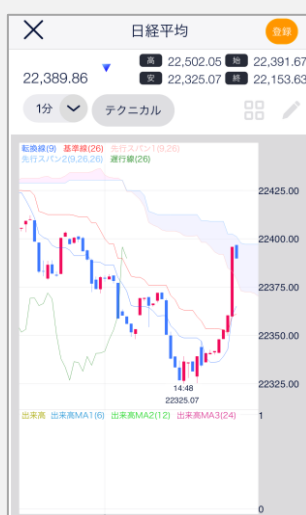 日経平均
登録
22,389.86 ▼
高 22,502.05 始 22,391.67
安 22,325.07 終 22,153.63
1分 テクニカル
転換線(9) 基準線(26) 先行スパン1(9,26)
先行スパン2(9,26,26) 遅行線(26)
22425.00
22400.00
22375.00
22350.00
22325.00
14:48
22325.07
出来高 出来高MA1(6) 出来高MA2(12) 出来高MA3(24)
1
0